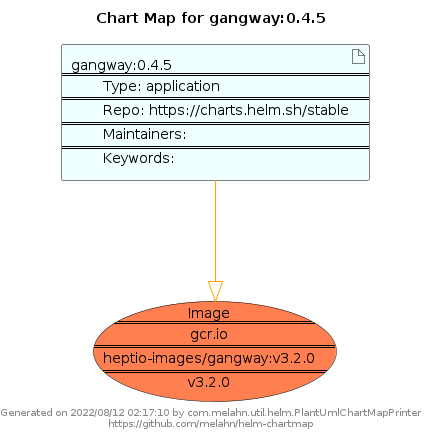 Chart Map for gangway:0.4.5
gangway:0.4.5
Type: application
Repo: https://charts.helm.sh/stable
Maintainers:
Keywords:
Image
gcr.io
heptio-images/gangway:v3.2.0
v3.2.0
Generated on 2022/08/12 02:17:10 by com.melahn.util.helm.PlantUmlChartMapPrinter
https://github.com/melahn/helm-chartmap